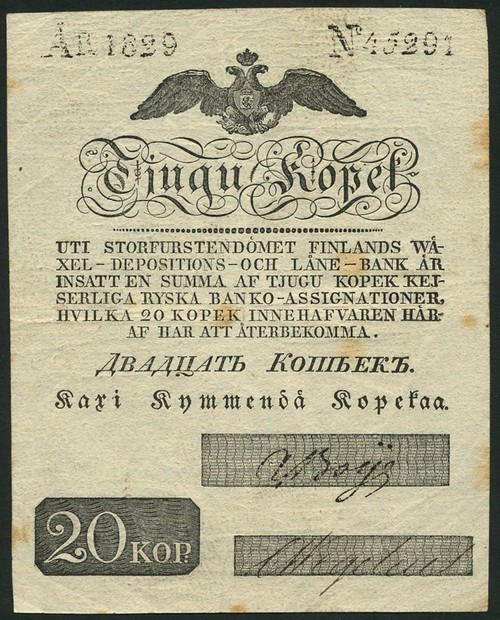 ÅR 1829 No 45291
Tjugu Kopek
UTI STORFURSTENDÖMET FINLANDS WÄ-
XEL-DEPOSITIONS-OCH LÅNE-BANK ÄR
INSATT EN SUMMA AF TJUGU KOPEK KEJ-
SERLIGA RYSKA BANKO-ASSIGNATIONER,
HVILKA 20 KOPEK INNEHAFVAREN HÄR-
AF HAR ATT ÅTERBEKOMMA.
ДВАДЦАТЬ КОПѢЕКЪ.
Kaxi Kymmendä Kopekaa.
20 KOP.